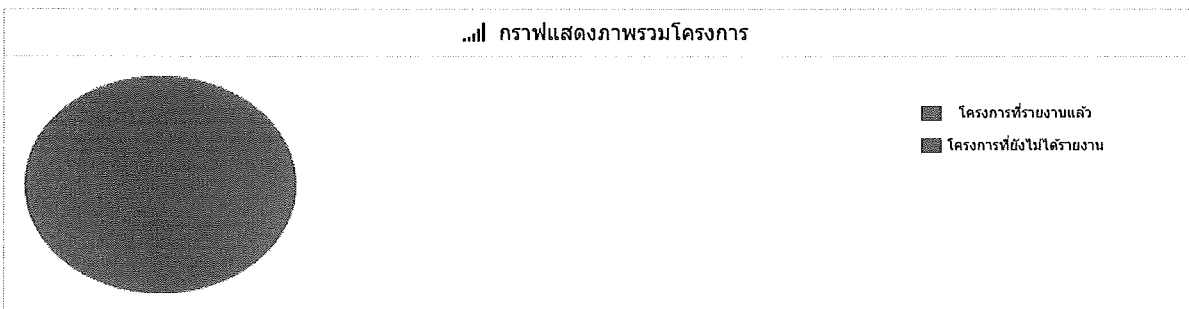 กราฟแสดงภาพรวมโครงการ
โครงการที่รายงานแล้ว
โครงการที่ยังไม่ได้รายงาน